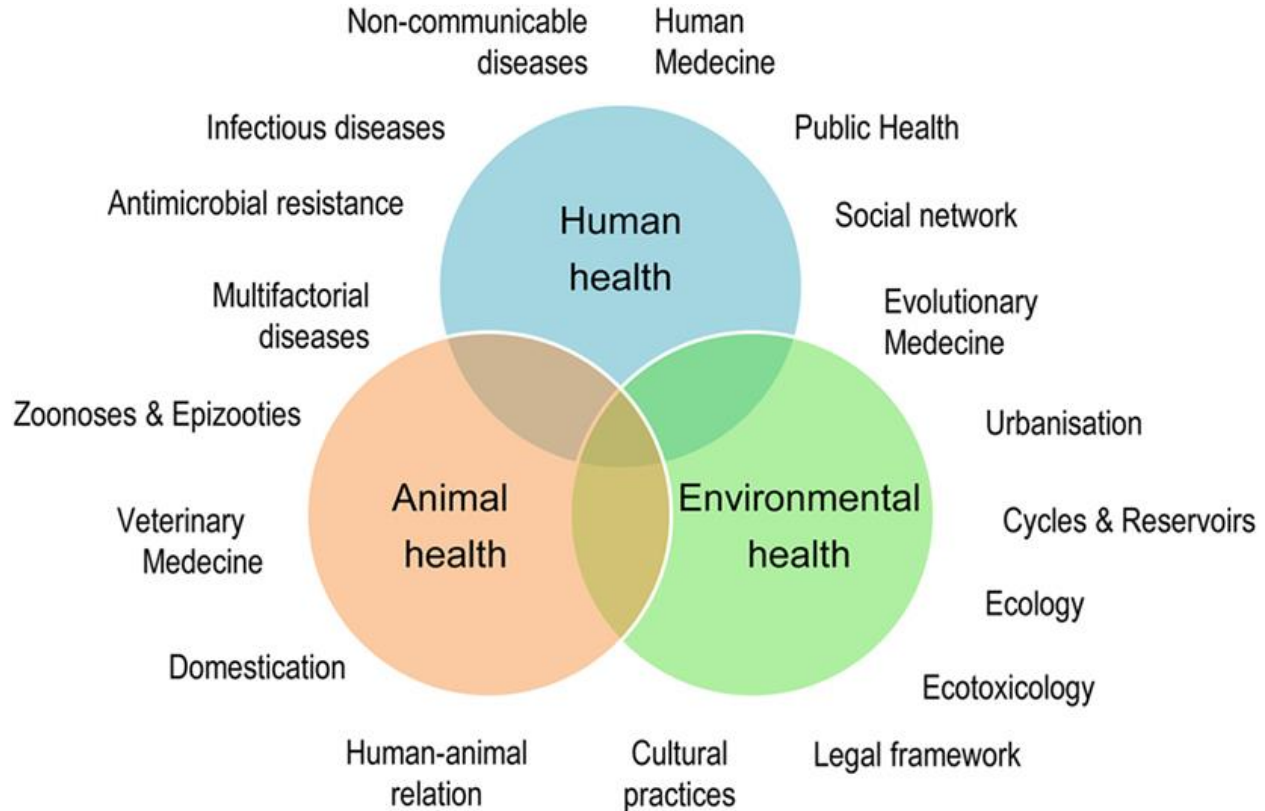 Non-communicable
diseases
Human
Medecine
Infectious diseases
Public Health
Antimicrobial resistance
Social network
Human
health
Multifactorial
diseases
Evolutionary
Medecine
Zoonoses & Epizooties
Urbanisation
Animal
health
Environmental
health
Veterinary
Medecine
Cycles & Reservoirs
Ecology
Domestication
Ecotoxicology
Human-animal
relation
Cultural
practices
Legal framework